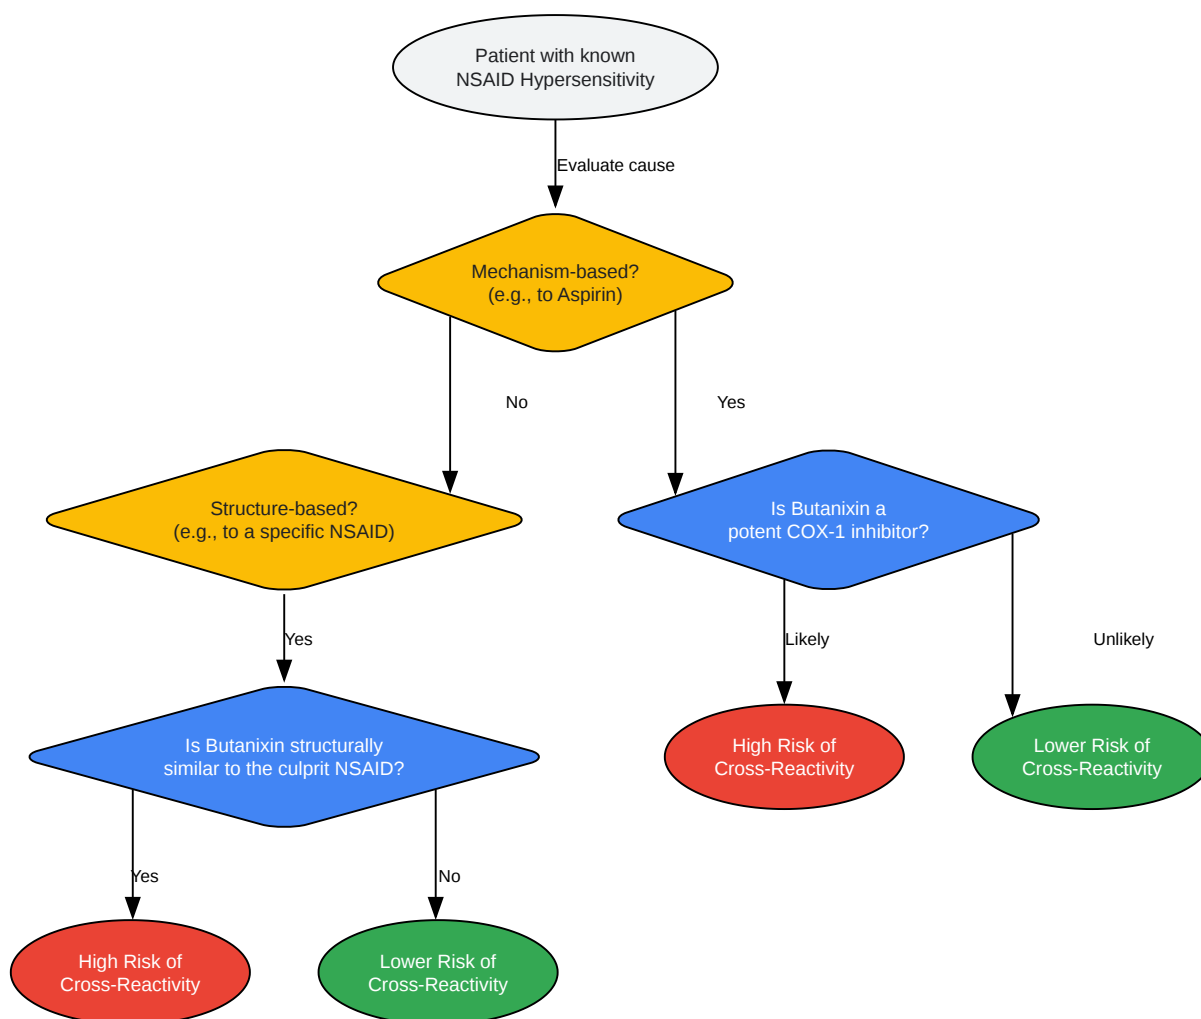 Patient with known
NSAID Hypersensitivity
Evaluate cause
Mechanism-based?
(e.g., to Aspirin)
No
Yes
Structure-based?
(e.g., to a specific NSAID)
Is Butanixin a
potent COX-1 inhibitor?
Yes
Likely
Unlikely
Is Butanixin structurally
similar to the culprit NSAID?
High Risk of
Cross-Reactivity
Lower Risk of
Cross-Reactivity
Yes
No
High Risk of
Cross-Reactivity
Lower Risk of
Cross-Reactivity